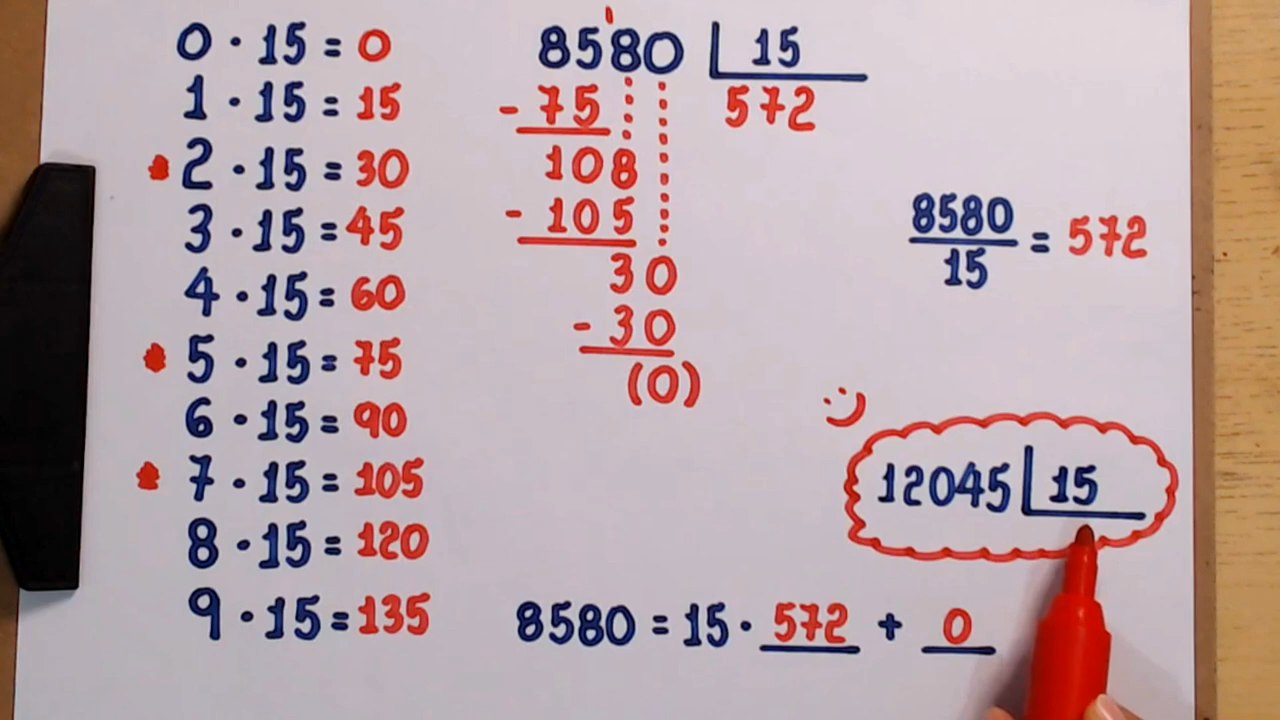 0 · 15 = 0
1 · 15 = 15
2 · 15 = 30
3 · 15 = 45
4 · 15 = 60
5 · 15 = 75
6 · 15 = 90
7 · 15 = 105
8 · 15 = 120
9 · 15 = 135
1
8580 | 15
- 75 572
108
- 105
30
- 30
(0)
8580
15
= 572
12045 | 15
8580 = 15 · 572 + 0